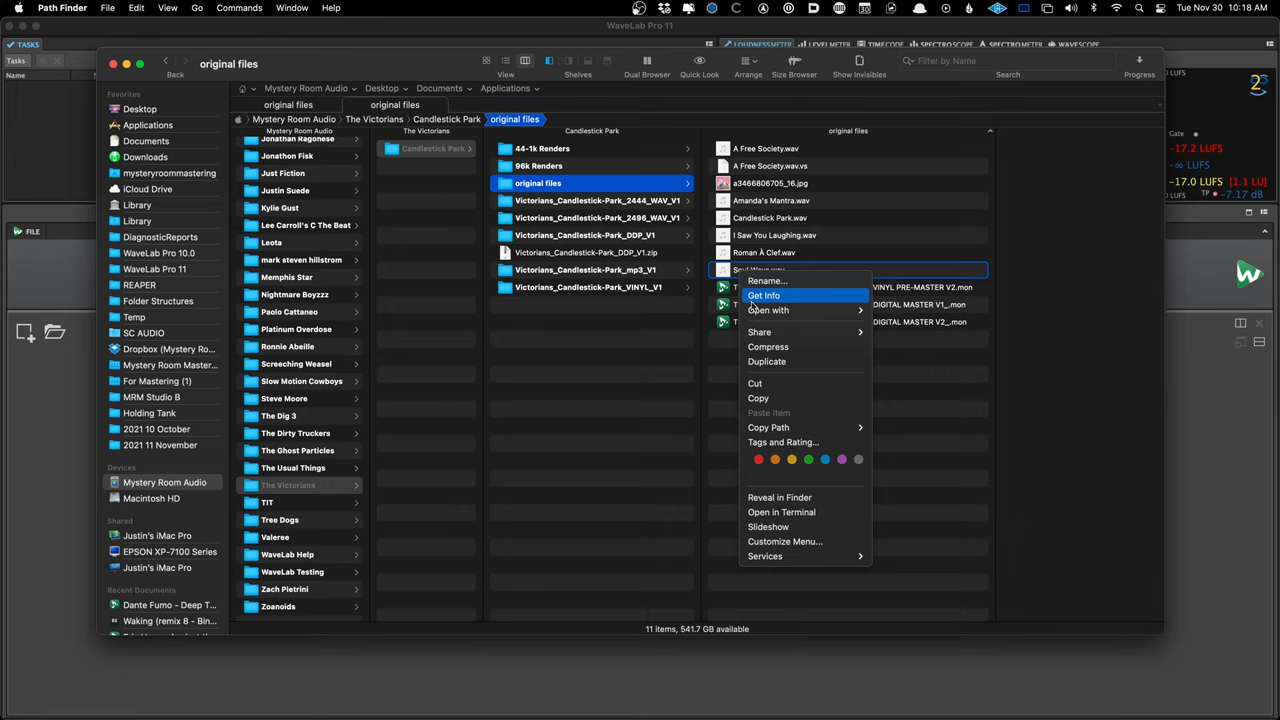 Path Finder File Edit View Go Commands Window Help
Tue Nov 30 10:18 AM
WaveLab Pro 11
TASKS
Tasks
Name
LOUDNESSMETER LEVELMETER TIMECODE SPECTROSCOPE SPECTROMETER WAVESCOPE
LUFS
Gate
-17.2 LUFS
-∞ LUFS
-17.0 LUFS [1.1 LU]
TP -7.17 dB
FILE
original files
Back
View
Shelves
Dual Browser
Quick Look
Arrange
Size Browser
Show Invisibles
Filter by Name
Search
Progress
Mystery Room Audio Desktop Documents Applications
original files
original files
Mystery Room Audio > The Victorians > Candlestick Park > original files
Mystery Room Audio
The Victorians
Candlestick Park
original files
Favorites
Desktop
Applications
Documents
Downloads
mysteryroommastering
iCloud Drive
Library
Library
DiagnosticReports
WaveLab Pro 10.0
WaveLab Pro 11
REAPER
Folder Structures
Temp
SC AUDIO
Dropbox (Mystery Ro...
Mystery Room Master...
For Mastering (1)
MRM Studio B
Holding Tank
2021 10 October
2021 11 November
Devices
Mystery Room Audio
Macintosh HD
Shared
Justin's iMac Pro
EPSON XP-7100 Series
Justin's iMac Pro
Recent Documents
Dante Fumo - Deep T...
Waking (remix 8 - Bin...
Jonathan Ragonese
Jonathon Fisk
Just Fiction
Justin Suede
Kylie Gust
Lee Carroll's C The Beat
Leota
mark steven hillstrom
Memphis Star
Nightmare Boyzz
Paolo Cattaneo
Platinum Overdrive
Ronnie Abeille
Screeching Weasel
Slow Motion Cowboys
Steve Moore
The Dig 3
The Dirty Truckers
The Ghost Particles
The Usual Things
The Victorians
TIT
Tree Dogs
Valeree
WaveLab Help
WaveLab Testing
Zach Pietrini
Zoanoids
Candlestick Park
44-1k Renders
96k Renders
original files
Victorians_Candlestick-Park_2444_WAV_V1
Victorians_Candlestick-Park_2496_WAV_V1
Victorians_Candlestick-Park_DDP_V1
Victorians_Candlestick-Park_DDP_V1.zip
Victorians_Candlestick-Park_mp3_V1
Victorians_Candlestick-Park_VINYL_V1
A Free Society.wav
A Free Society.wav.vs
a3466806705_16.jpg
Amanda's Mantra.wav
Candlestick Park.wav
I Saw You Laughing.wav
Roman À Clef.wav
VINYL PRE-MASTER V2.mon
DIGITAL MASTER V1_.mon
DIGITAL MASTER V2_.mon
Rename...
Get Info
Open with
Share
Compress
Duplicate
Cut
Copy
Paste Item
Copy Path
Tags and Rating...
Reveal in Finder
Open in Terminal
Slideshow
Customize Menu...
Services
11 items, 541.7 GB available